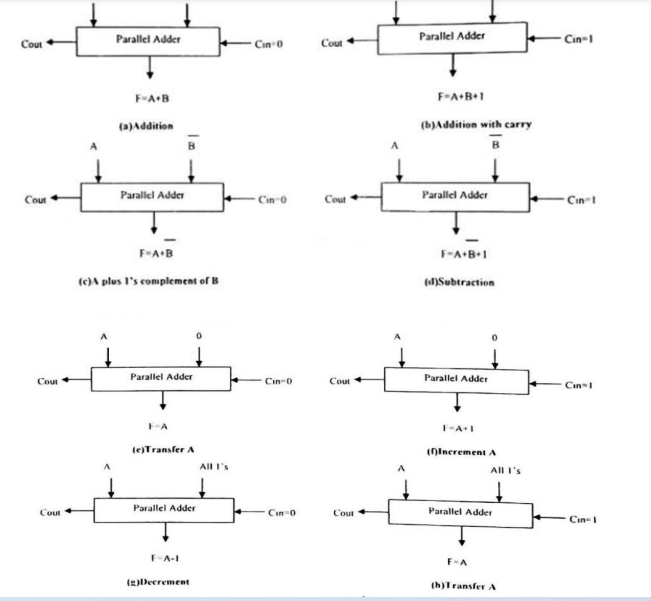 Parallel Adder
Cout
Cin=0
F=A+B
(a)Addition
Parallel Adder
Cout
Cin=1
F=A+B+1
(b)Addition with carry
A
B̅
Parallel Adder
Cout
Cin=0
F=A+B̅
(c)A plus 1's complement of B
A
B̅
Parallel Adder
Cout
Cin=1
F=A+B̅+1
(d)Subtraction
A
0
Parallel Adder
Cout
Cin=0
F=A
(e)Transfer A
A
0
Parallel Adder
Cout
Cin=1
F=A+1
(f)Increment A
A
All 1's
Parallel Adder
Cout
Cin=0
F=A-1
(g)Decrement
A
All 1's
Parallel Adder
Cout
Cin=1
F=A
(h)Transfer A